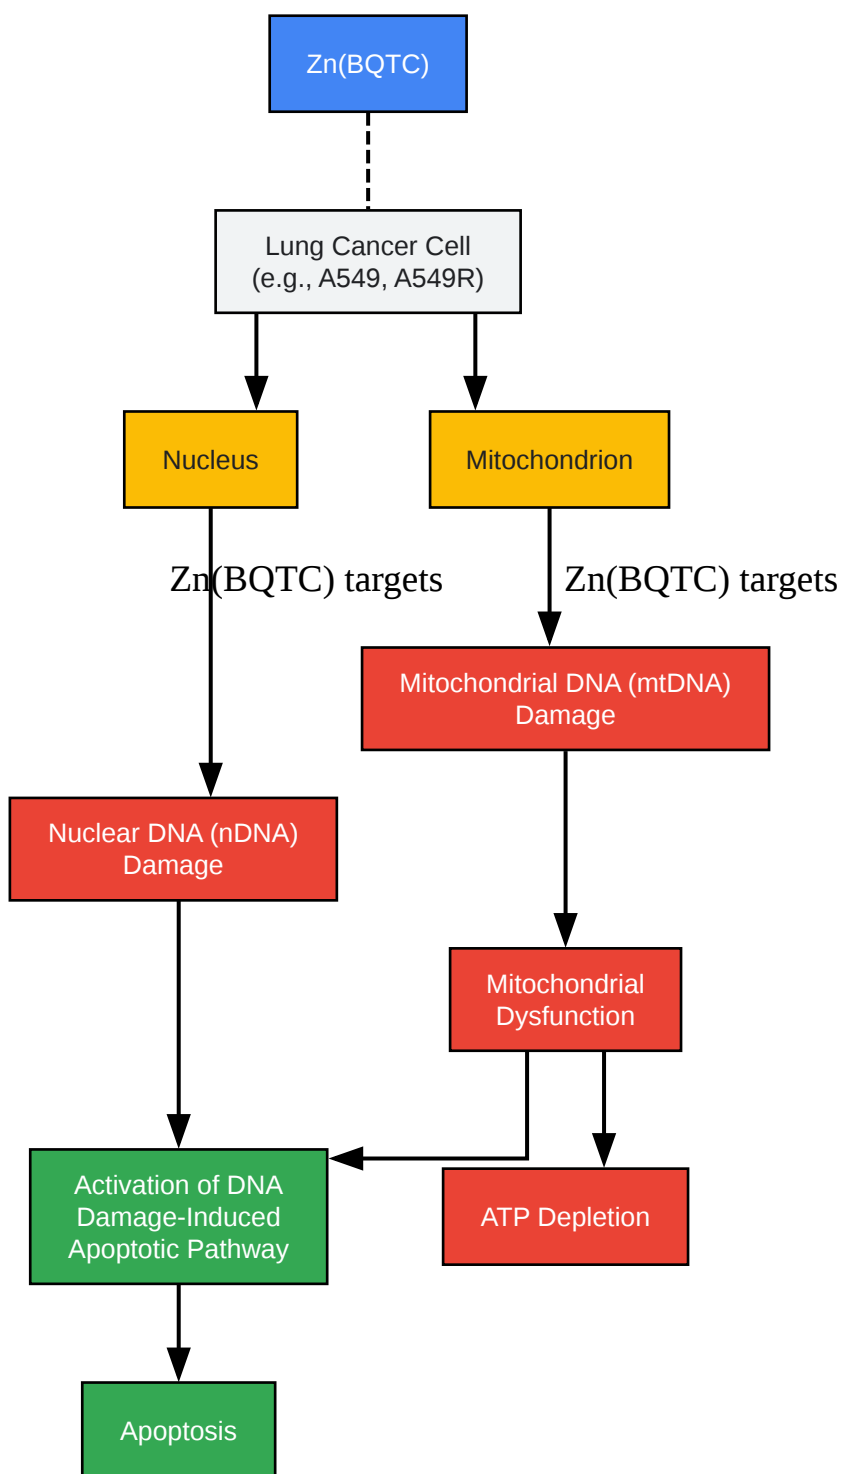 Zn(BQTC)
Lung Cancer Cell
(e.g., A549, A549R)
Nucleus
Mitochondrion
Zn(BQTC) targets
Zn(BQTC) targets
Mitochondrial DNA (mtDNA)
Damage
Nuclear DNA (nDNA)
Damage
Mitochondrial
Dysfunction
Activation of DNA
Damage-Induced
Apoptotic Pathway
ATP Depletion
Apoptosis